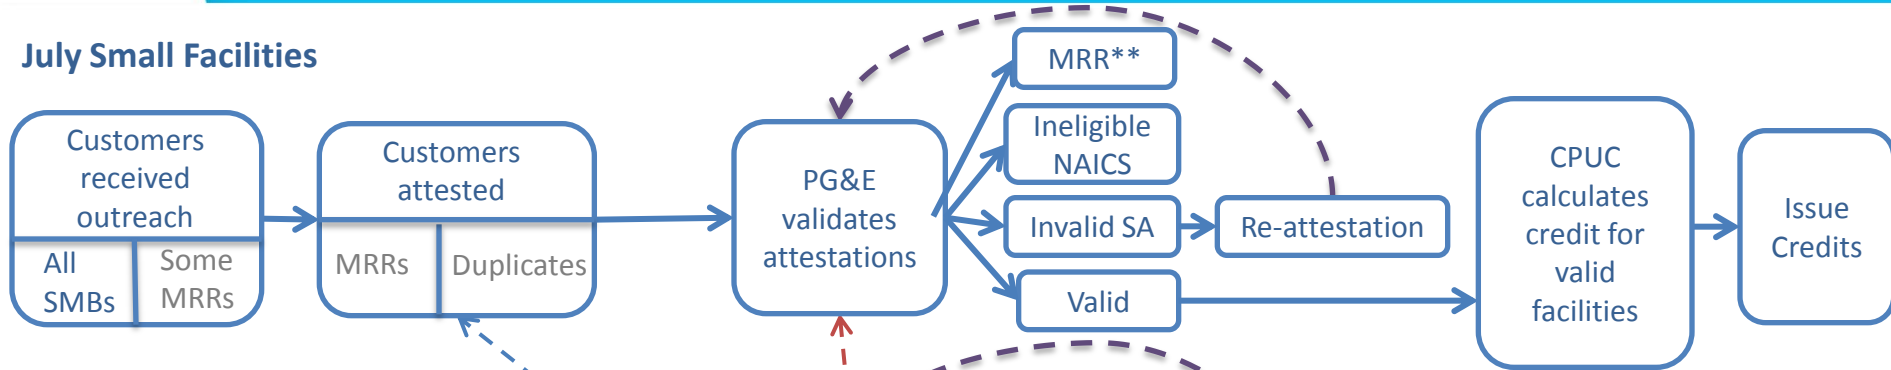 July Small Facilities
Customers
received
outreach
All
SMBs
Some
MRRs
Customers
attested
MRRs
Duplicates
PG&E
validates
attestations
MRR**
Ineligible
NAICS
Invalid SA
Re-attestation
Valid
CPUC
calculates
credit for
valid
facilities
Issue
Credits